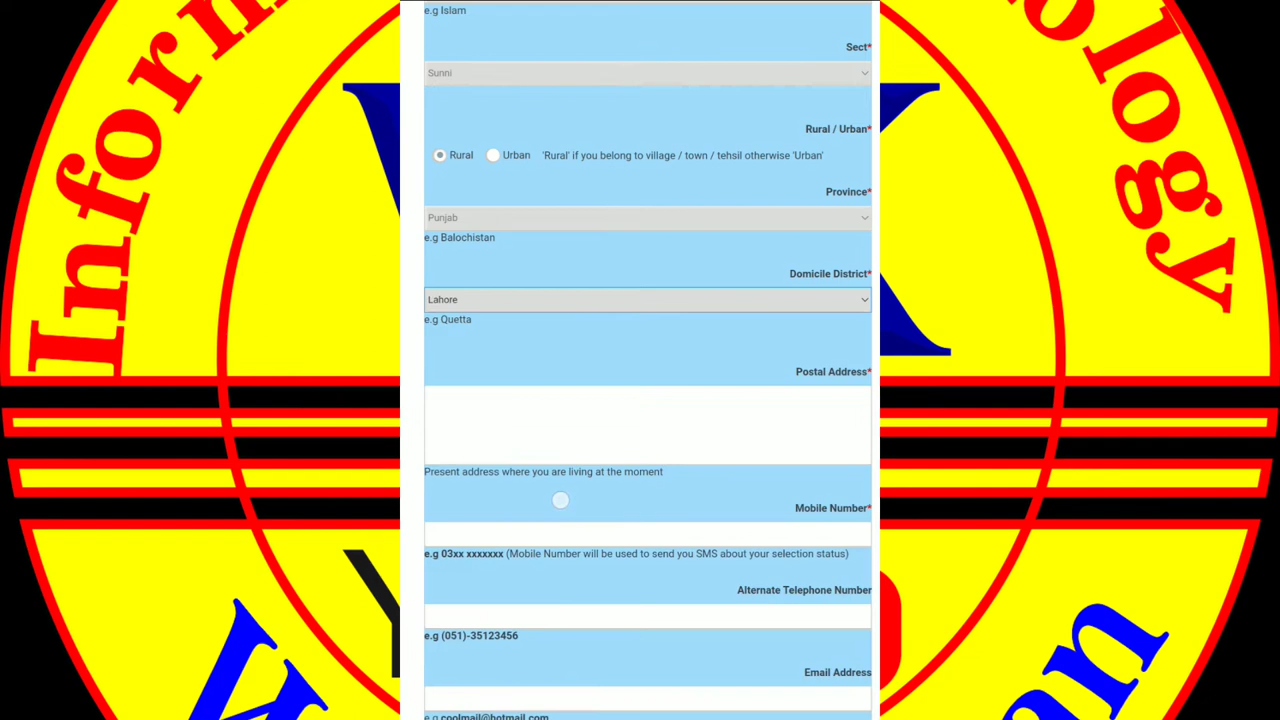 e.g Islam
Sect*
Sunni
Rural / Urban*
Rural Urban 'Rural' if you belong to village / town / tehsil otherwise 'Urban'
Province*
Punjab
e.g Balochistan
Domicile District*
Lahore
e.g Quetta
Postal Address*
Present address where you are living at the moment
Mobile Number*
e.g 03xx xxxxxxx (Mobile Number will be used to send you SMS about your selection status)
Alternate Telephone Number
e.g (051)-35123456
Email Address
e.g coolmail@hotmail.com
Inform
ology
Y
an